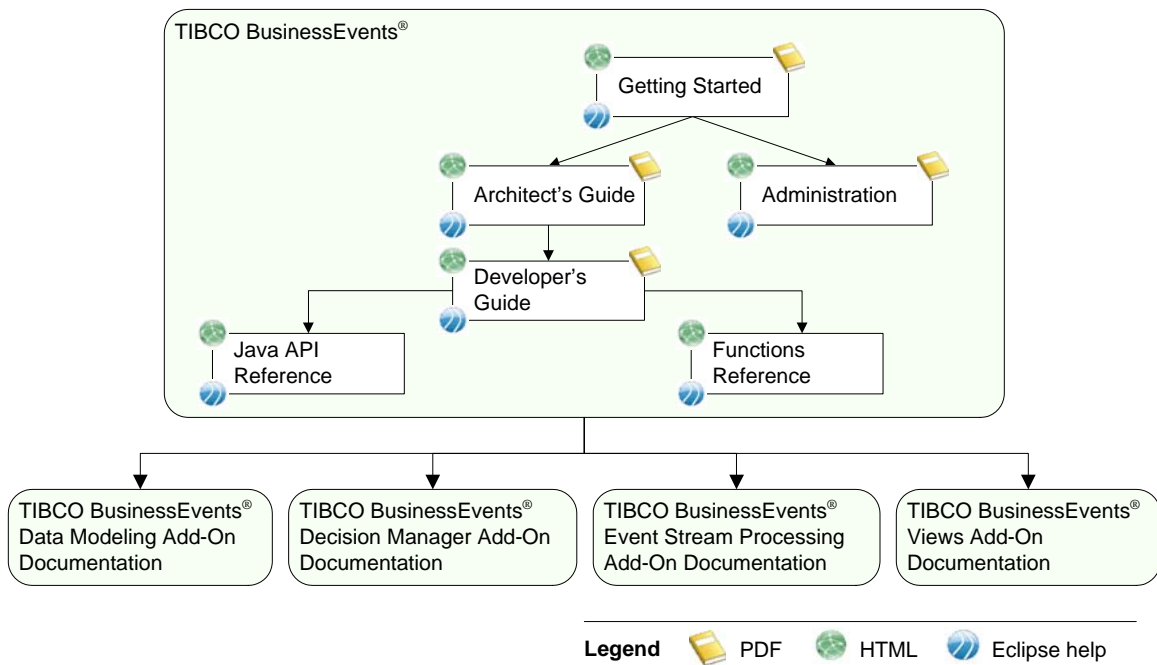 TIBCO BusinessEvents®
Getting Started
Architect's Guide
Administration
Developer's
Guide
Java API
Reference
Functions
Reference
TIBCO BusinessEvents®
Data Modeling Add-On
Documentation
TIBCO BusinessEvents®
Decision Manager Add-On
Documentation
TIBCO BusinessEvents®
Event Stream Processing
Add-On Documentation
TIBCO BusinessEvents®
Views Add-On
Documentation
Legend PDF HTML Eclipse help